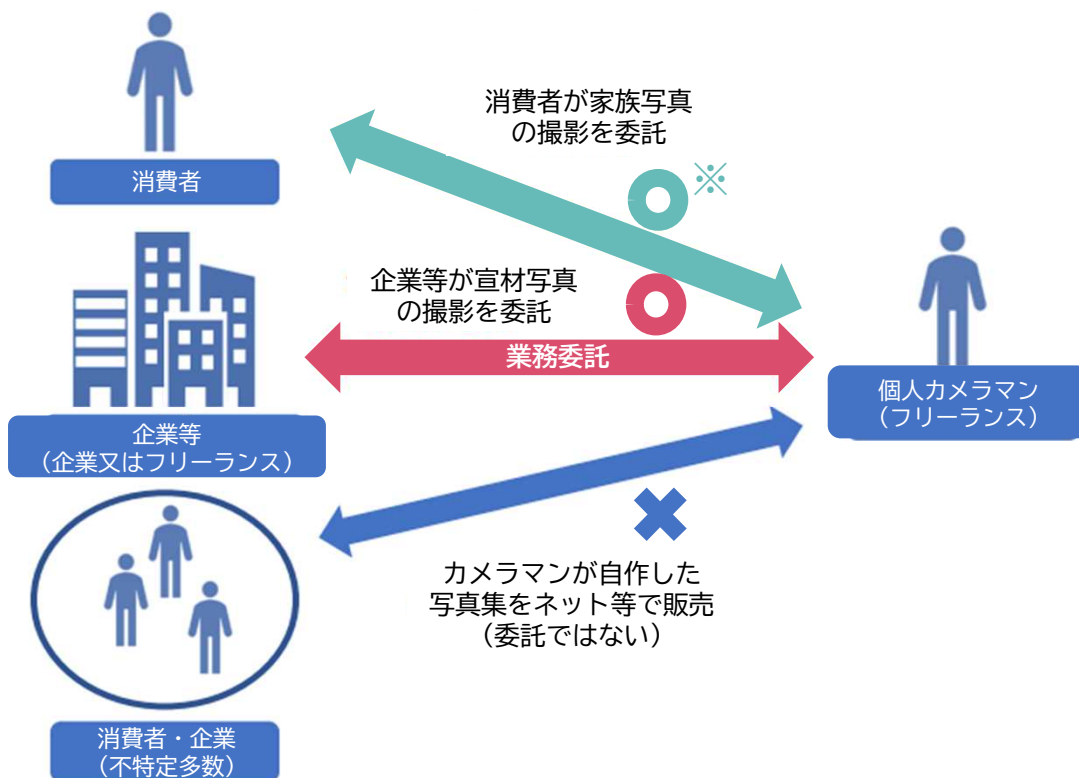 消費者が家族写真
の撮影を委託
※
消費者
企業等が宣材写真
の撮影を委託
業務委託
個人カメラマン
（フリーランス）
企業等
（企業又はフリーランス）
カメラマンが自作した
写真集をネット等で販売
（委託ではない）
消費者・企業
（不特定多数）